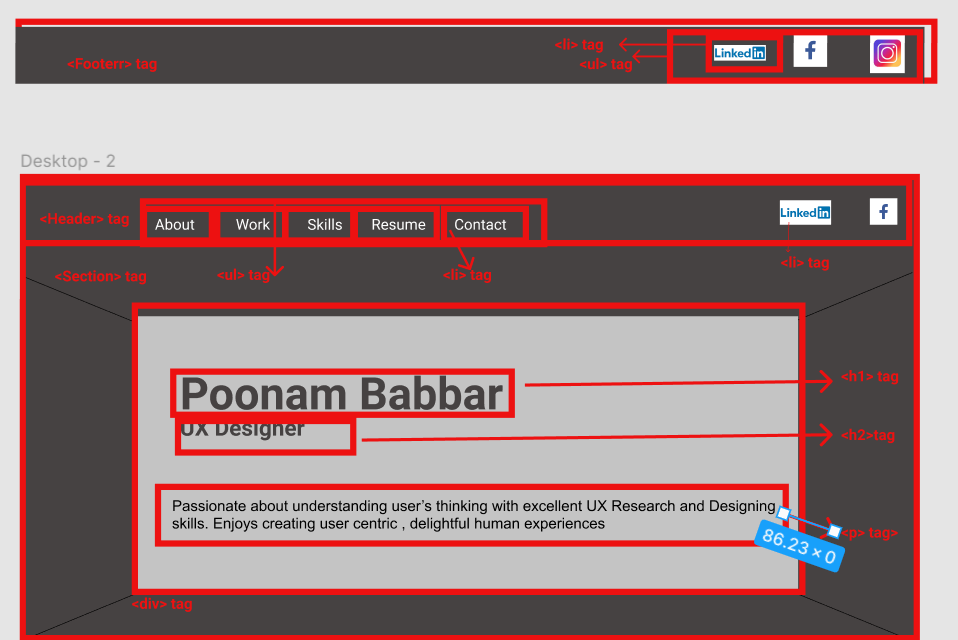 <li> tag
Linked in
f
<Footerr> tag
<ul> tag
Desktop - 2
<Header> tag
About
Work
Skills
Resume
Contact
Linked in
f
<Section> tag
<ul> tag
<li> tag
<li> tag
Poonam Babbar
<h1> tag
UX Designer
<h2>tag
Passionate about understanding user's thinking with excellent UX Research and Designing
skills. Enjoys creating user centric , delightful human experiences
<p> tag>
86.23 × 0
<div> tag